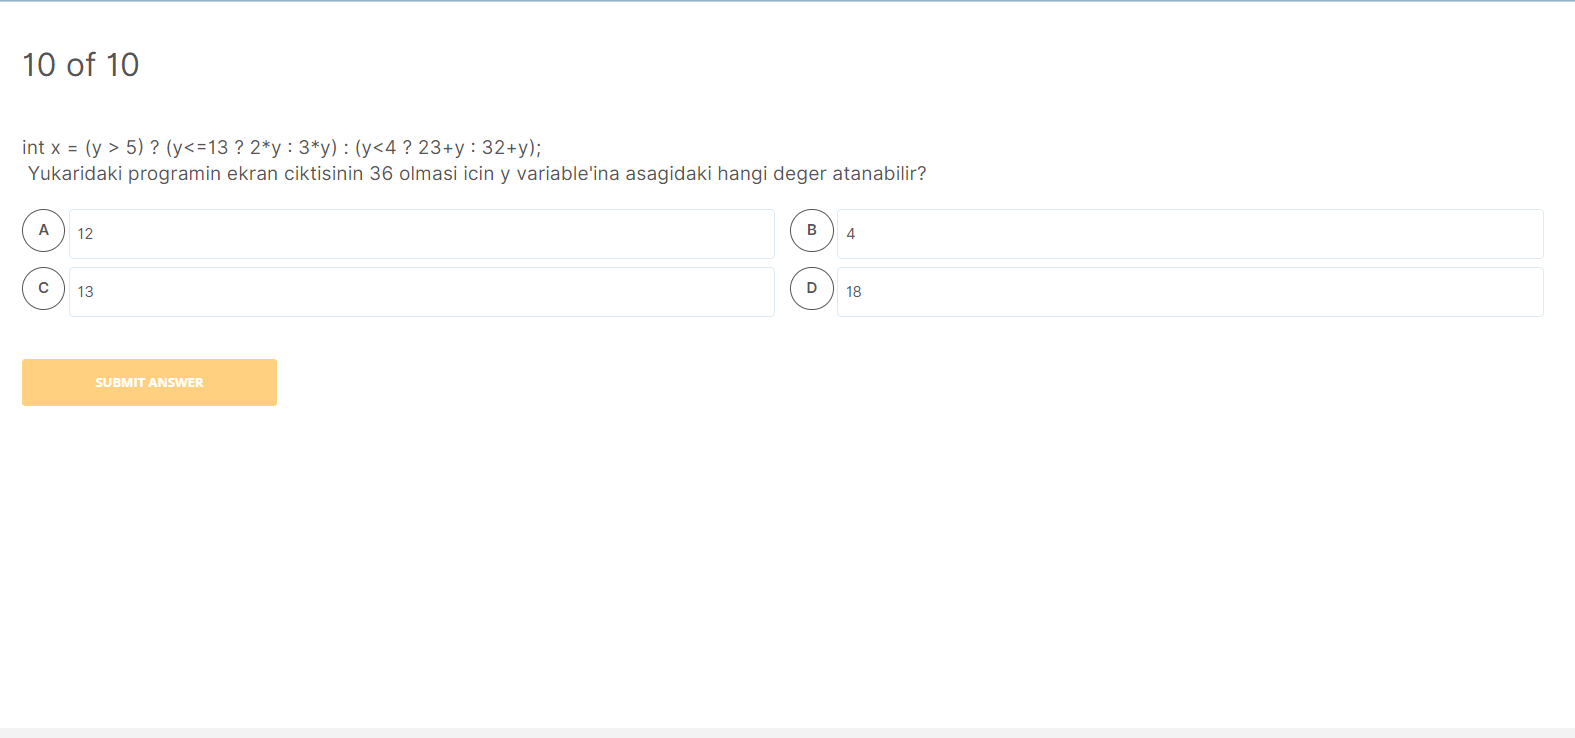 10 of 10
int x = (y > 5) ? (y<=13 ? 2*y : 3*y) : (y<4 ? 23+y : 32+y);
Yukaridaki programin ekran ciktisinin 36 olmasi icin y variable'ina asagidaki hangi deger atanabilir?
A 12
B 4
C 13
D 18
SUBMIT ANSWER